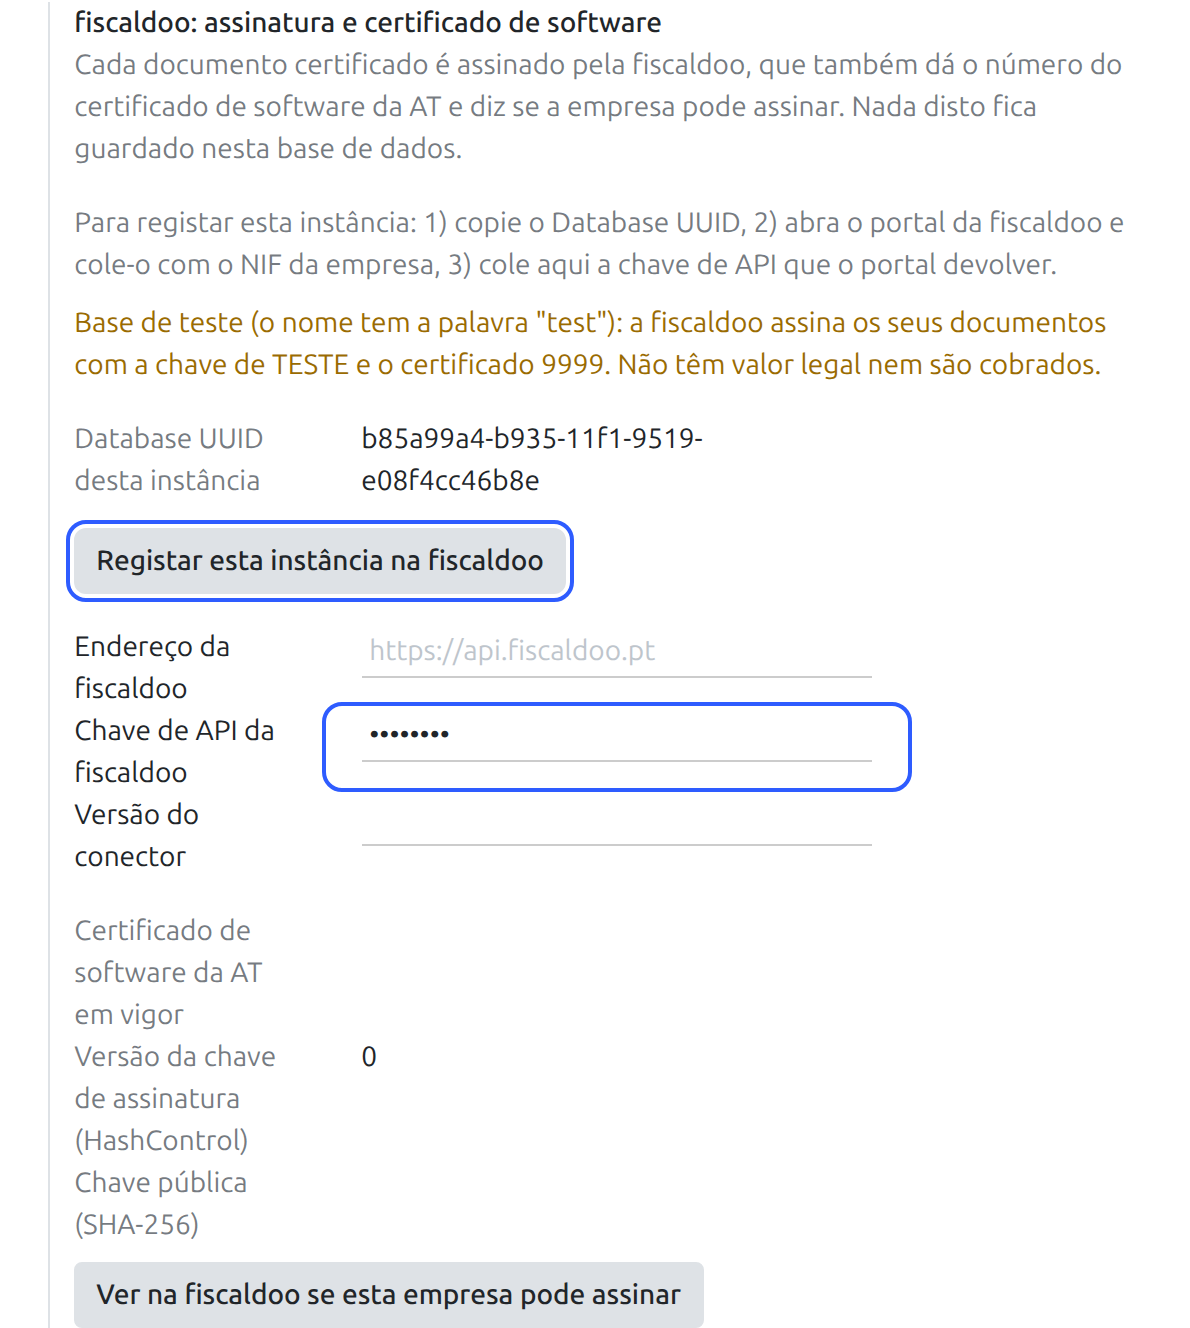 fiscaldoo: assinatura e certificado de software
Cada documento certificado é assinado pela fiscaldoo, que também dá o número do
certificado de software da AT e diz se a empresa pode assinar. Nada disto fica
guardado nesta base de dados.
Para registar esta instância: 1) copie o Database UUID, 2) abra o portal da fiscaldoo e
cole-o com o NIF da empresa, 3) cole aqui a chave de API que o portal devolver.
Base de teste (o nome tem a palavra "test"): a fiscaldoo assina os seus documentos
com a chave de TESTE e o certificado 9999. Não têm valor legal nem são cobrados.
Database UUID
desta instância
b85a99a4-b935-11f1-9519-
e08f4cc46b8e
Registar esta instância na fiscaldoo
Endereço da
fiscaldoo
https://api.fiscaldoo.pt
Chave de API da
fiscaldoo
••••••••
Versão do
conector
Certificado de
software da AT
em vigor
Versão da chave
de assinatura
(HashControl)
0
Chave pública
(SHA-256)
Ver na fiscaldoo se esta empresa pode assinar